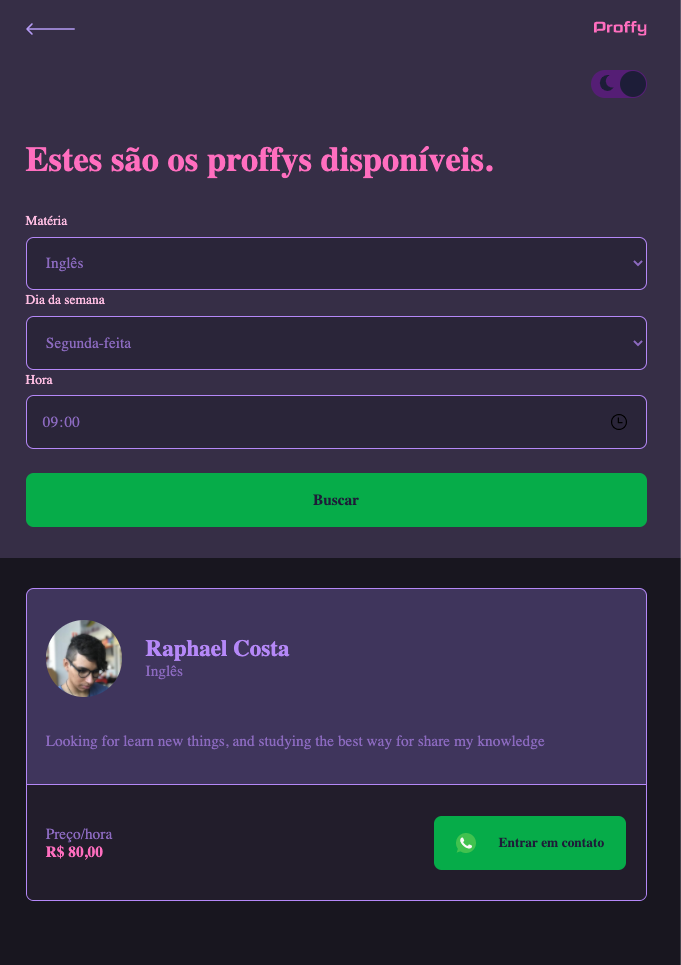 Proffy
Estes são os proffys disponíveis.
Matéria
Inglês
Dia da semana
Segunda-feita
Hora
09:00
Buscar
Raphael Costa
Inglês
Looking for learn new things, and studying the best way for share my knowledge
Preço/hora
R$ 80,00
Entrar em contato